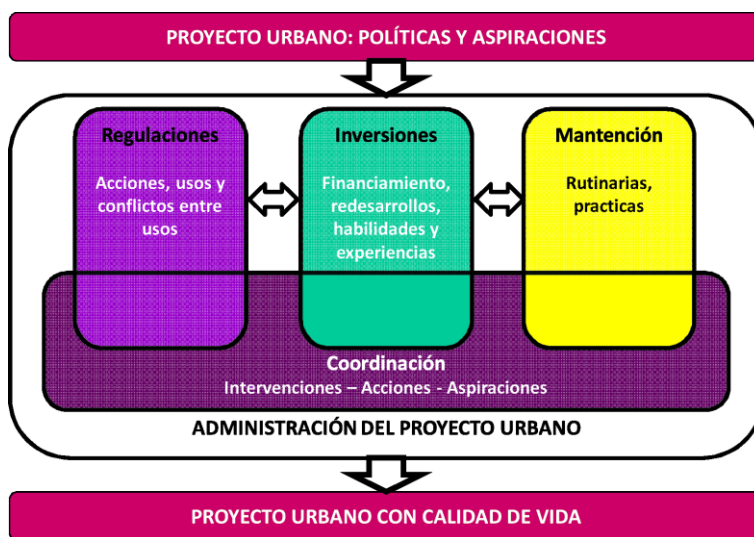 PROYECTO URBANO: POLÍTICAS Y ASPIRACIONES
Regulaciones
Acciones, usos y
conflictos entre
usos
Inversiones
Financiamiento,
redesarrollos,
habilidades y
experiencias
Mantención
Rutinarias,
practicas
Coordinación
Intervenciones – Acciones - Aspiraciones
ADMINISTRACIÓN DEL PROYECTO URBANO
PROYECTO URBANO CON CALIDAD DE VIDA